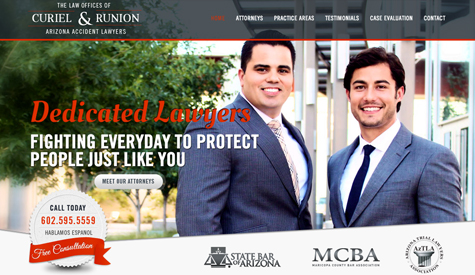 THE LAW OFFICES OF
CURIEL & RUNION
ARIZONA ACCIDENT LAWYERS
HOME ATTORNEYS PRACTICE AREAS TESTIMONIALS CASE EVALUATION CONTACT
Dedicated Lawyers
FIGHTING EVERYDAY TO PROTECT
PEOPLE JUST LIKE YOU
MEET OUR ATTORNEYS
CALL TODAY
602.595.5559
HABLAMOS ESPANOL
Free Consultation
STATE BAR
OF ARIZONA
MCBA
MARICOPA COUNTY BAR ASSOCIATION
ARIZONA TRIAL LAWYERS
AzTLA
ASSOCIATION